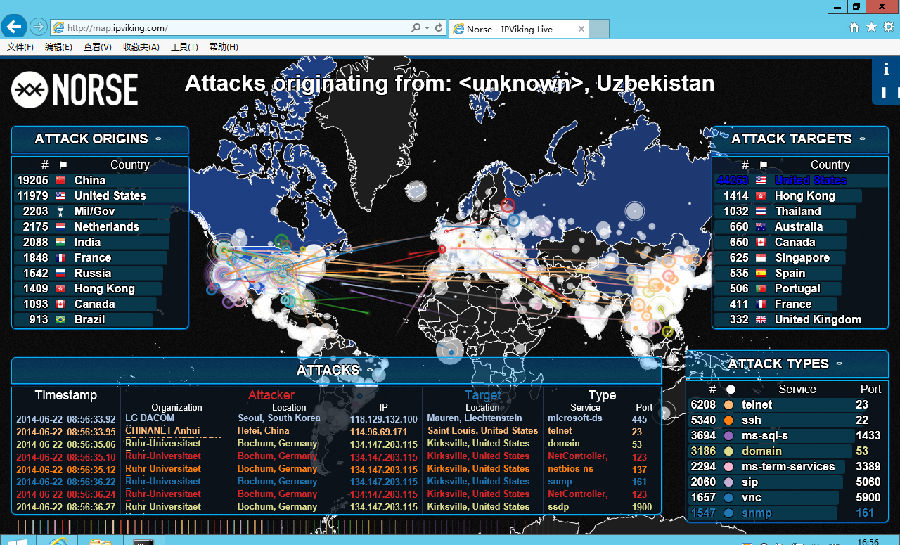 http://map.ipviking.com/
Norse - IPViking Live
文件(F) 编辑(E) 查看(V) 收藏夹(A) 工具(T) 帮助(H)
NORSE
Attacks originating from: <unknown>, Uzbekistan
i
ATTACK ORIGINS -
# Country
19205 China
11979 United States
2203 Mil/Gov
2175 Netherlands
2088 India
1848 France
1642 Russia
1409 Hong Kong
1093 Canada
913 Brazil
ATTACK TARGETS -
# Country
United States
1414 Hong Kong
1032 Thailand
660 Australia
650 Canada
625 Singapore
535 Spain
506 Portugal
411 France
332 United Kingdom
ATTACKS -
Timestamp Attacker Target Type
Organization Location IP Location Service Port
2014-06-22 08:56:33.92 LG DACOM Seoul, South Korea 118.129.132.100 Mauren, Liechtenstein microsoft-ds 445
2014-06-22 08:56:33.95 CHINANET Anhui Hefei, China 114.96.69.171 Saint Louis, United States telnet 23
2014-06-22 08:56:35.06 Ruhr-Universitaet Bochum, Germany 134.147.203.115 Kirksville, United States domain 53
2014-06-22 08:56:35.10 Ruhr-Universitaet Bochum, Germany 134.147.203.115 Kirksville, United States NetController, 123
2014-06-22 08:56:35.12 Ruhr-Universitaet Bochum, Germany 134.147.203.115 Kirksville, United States netbios-ns 137
2014-06-22 08:56:36.22 Ruhr-Universitaet Bochum, Germany 134.147.203.115 Kirksville, United States snmp 161
2014-06-22 08:56:36.24 Ruhr-Universitaet Bochum, Germany 134.147.203.115 Kirksville, United States NetController, 123
2014-06-22 08:56:36.27 Ruhr-Universitaet Bochum, Germany 134.147.203.115 Kirksville, United States ssdp 1900
ATTACK TYPES -
# Service Port
6208 telnet 23
5340 ssh 22
3694 ms-sql-s 1433
3186 domain 53
2294 ms-term-services 3389
2060 sip 5060
1657 vnc 5900
1547 snmp 161
16:56